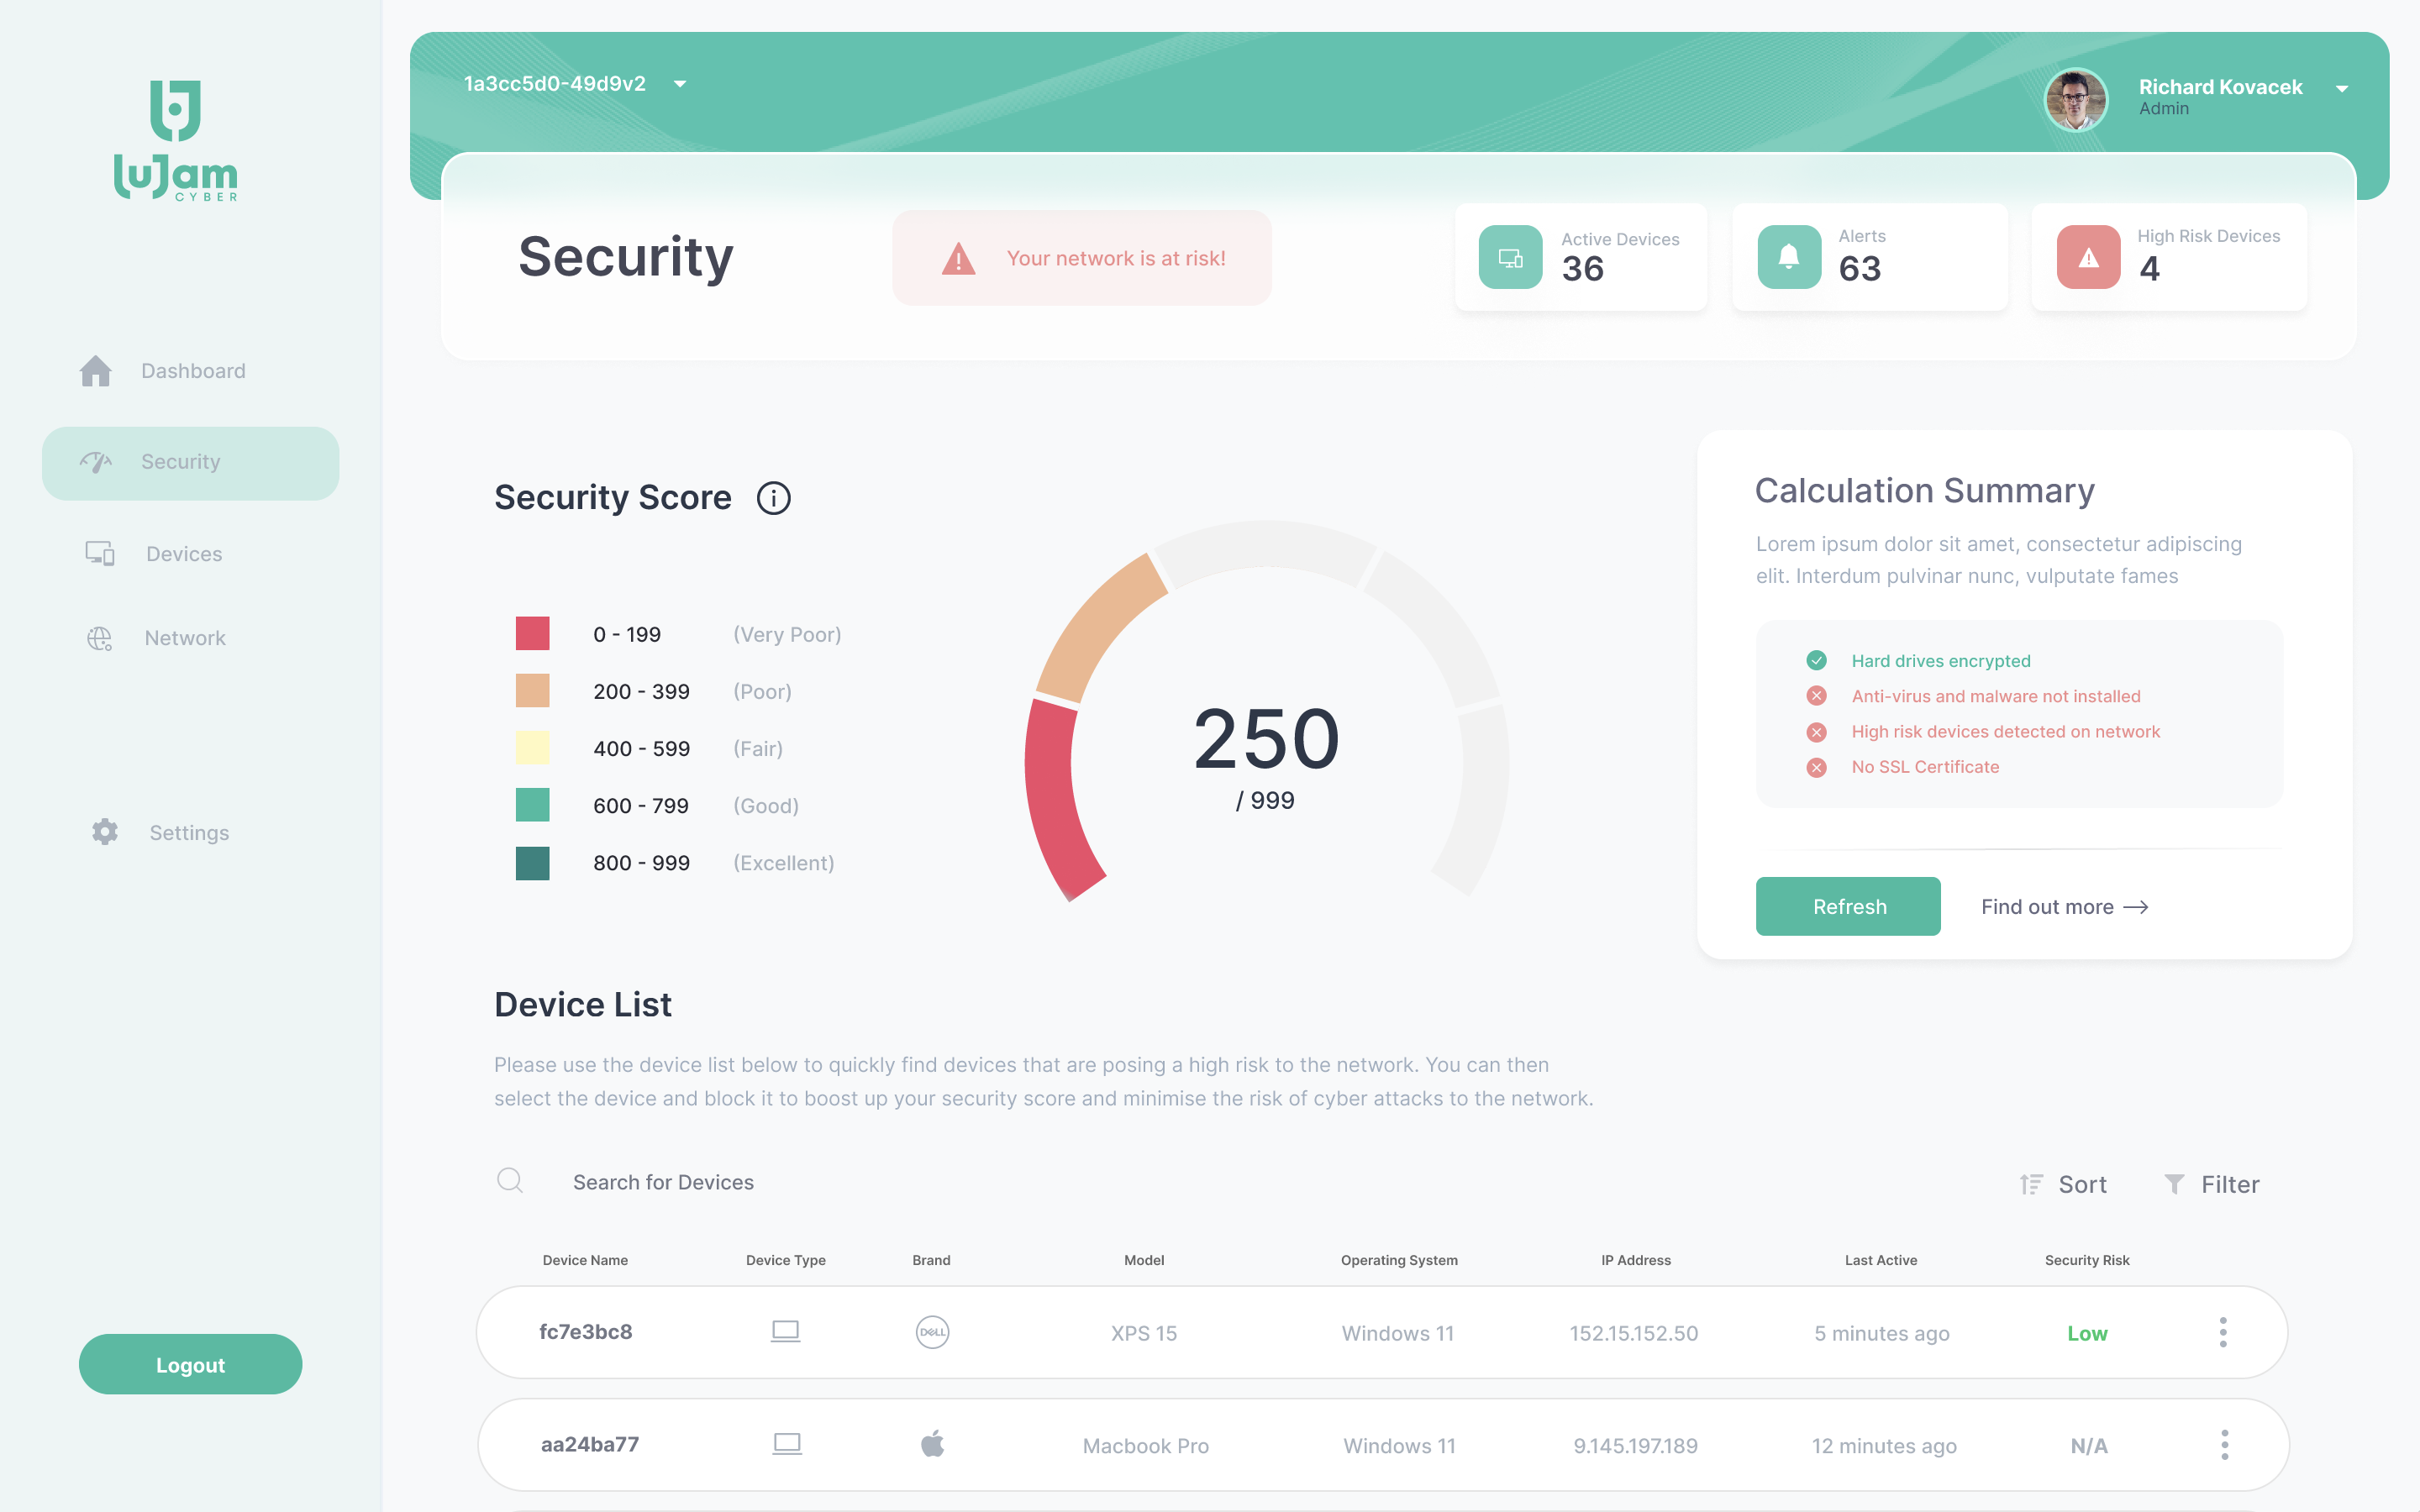 luJam
CYBER
Dashboard
Security
Devices
Network
Settings
Logout
1a3cc5d0-49d9v2
Richard Kovacek
Admin
Security
Your network is at risk!
Active Devices
36
Alerts
63
High Risk Devices
4
Security Score
0 - 199 (Very Poor)
200 - 399 (Poor)
400 - 599 (Fair)
600 - 799 (Good)
800 - 999 (Excellent)
250
/ 999
Calculation Summary
Lorem ipsum dolor sit amet, consectetur adipiscing
elit. Interdum pulvinar nunc, vulputate fames
Hard drives encrypted
Anti-virus and malware not installed
High risk devices detected on network
No SSL Certificate
Refresh
Find out more
Device List
Please use the device list below to quickly find devices that are posing a high risk to the network. You can then
select the device and block it to boost up your security score and minimise the risk of cyber attacks to the network.
Search for Devices
Sort
Filter
Device Name Device Type Brand Model Operating System IP Address Last Active Security Risk
fc7e3bc8 DELL XPS 15 Windows 11 152.15.152.50 5 minutes ago Low
aa24ba77 Macbook Pro Windows 11 9.145.197.189 12 minutes ago N/A